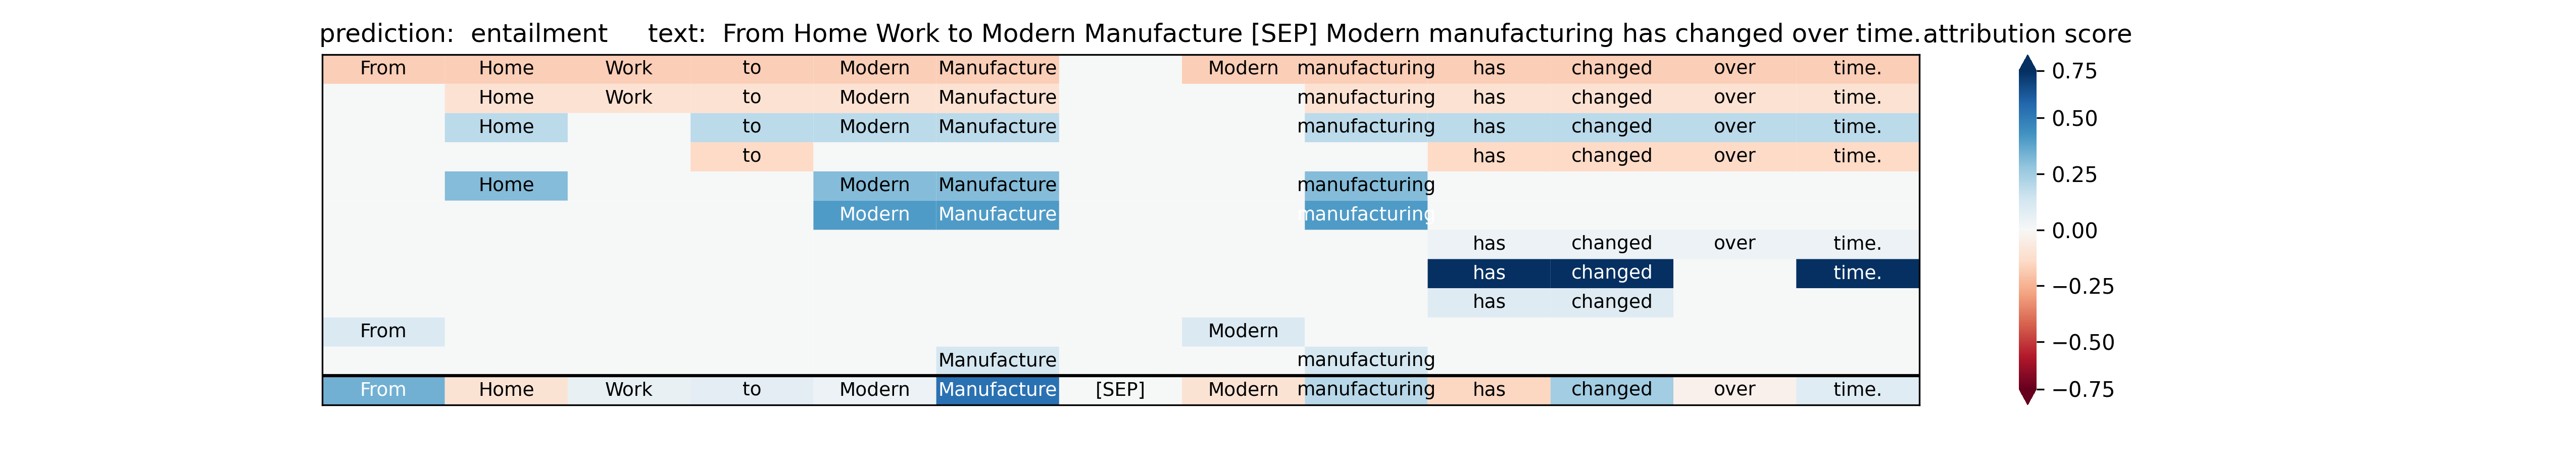 prediction:  entailment     text:  From Home Work to Modern Manufacture [SEP] Modern manufacturing has changed over time. attribution score
From Home Work to Modern Manufacture Modern manufacturing has changed over time.
Home Work to Modern Manufacture manufacturing has changed over time.
Home to Modern Manufacture manufacturing has changed over time.
to has changed over time.
Home Modern Manufacture manufacturing
Modern Manufacture manufacturing
has changed over time.
has changed time.
has changed
From Modern
Manufacture manufacturing
From Home Work to Modern Manufacture [SEP] Modern manufacturing has changed over time.
0.75
0.50
0.25
0.00
−0.25
−0.50
−0.75